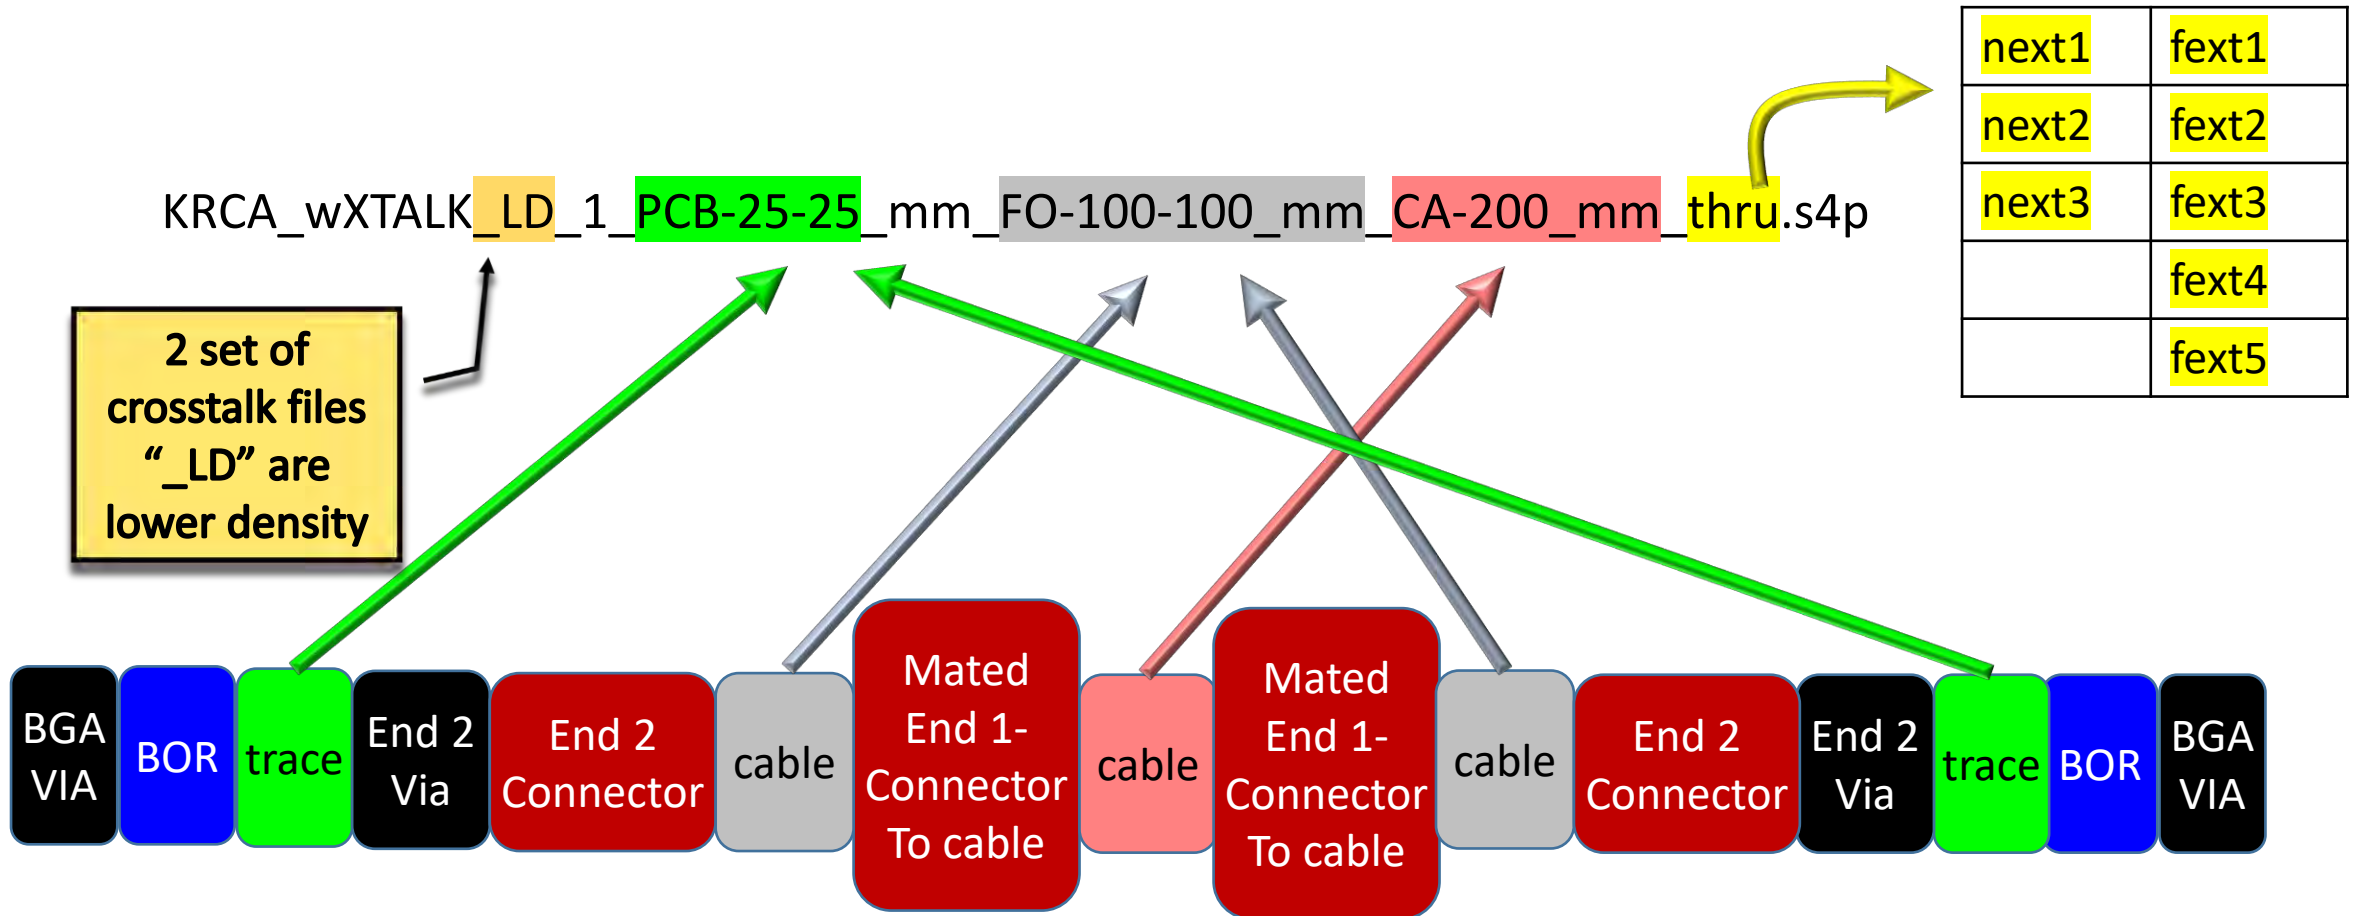 next1 fext1
next2 fext2
KRCA_wXTALK_LD_1_PCB-25-25_mm_FO-100-100_mm_CA-200_mm_thru.s4p
next3 fext3
fext4
fext5
2 set of
crosstalk files
“_LD” are
lower density
BGA
VIA
BOR
trace
End 2
Via
End 2
Connector
cable
Mated
End 1-
Connector
To cable
cable
Mated
End 1-
Connector
To cable
cable
End 2
Connector
End 2
Via
trace
BOR
BGA
VIA